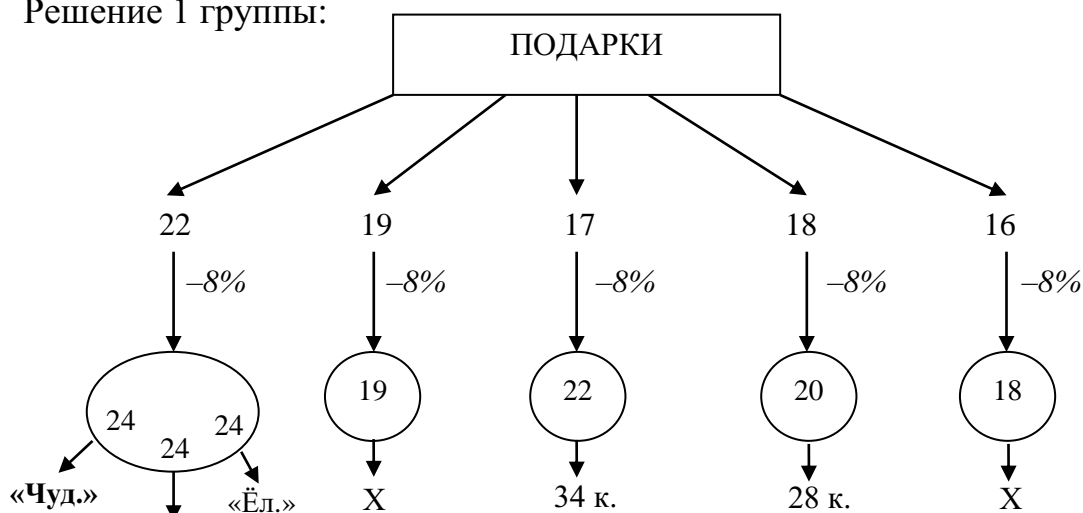 Решение 1 группы:
ПОДАРКИ
22 19 17 18 16
–8% –8% –8% –8% –8%
19 22 20 18
24 24 24
«Чуд.» «Ёл.» Х 34 к. 28 к. Х